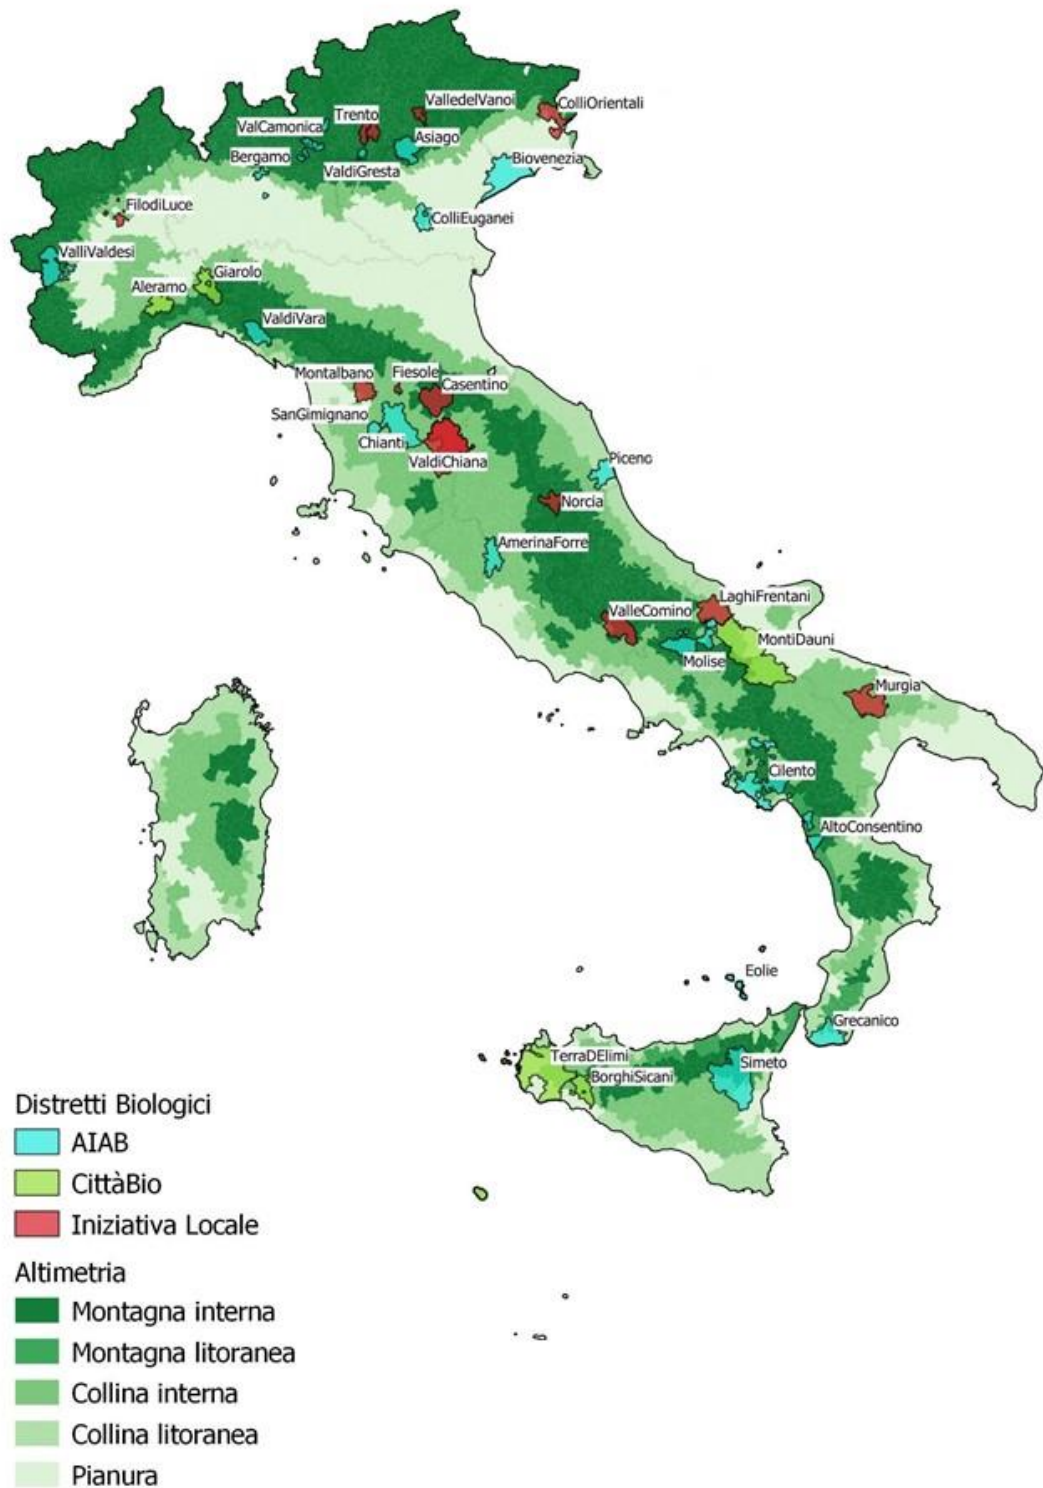 ValledelVanoi
ColliOrientali
Trento
ValCamonica
Asiago
Bergamo
Biovenezia
ValdiGresta
FilodiLuce
ColliEuganei
ValliValdesi
Giarolo
Aleramo
ValdiVara
Montalbano
Fiesole
Casentino
SanGimignano
Chianti
ValdiChiana
Piceno
Norcia
AmerinaForre
LaghiFrentani
ValleComino
MontiDauni
Molise
Murgia
Cilento
AltoConsentino
Eolie
Grecanico
TerraDElimi
Simeto
BorghiSicani
Distretti Biologici
AIAB
CittàBio
Iniziativa Locale
Altimetria
Montagna interna
Montagna litoranea
Collina interna
Collina litoranea
Pianura